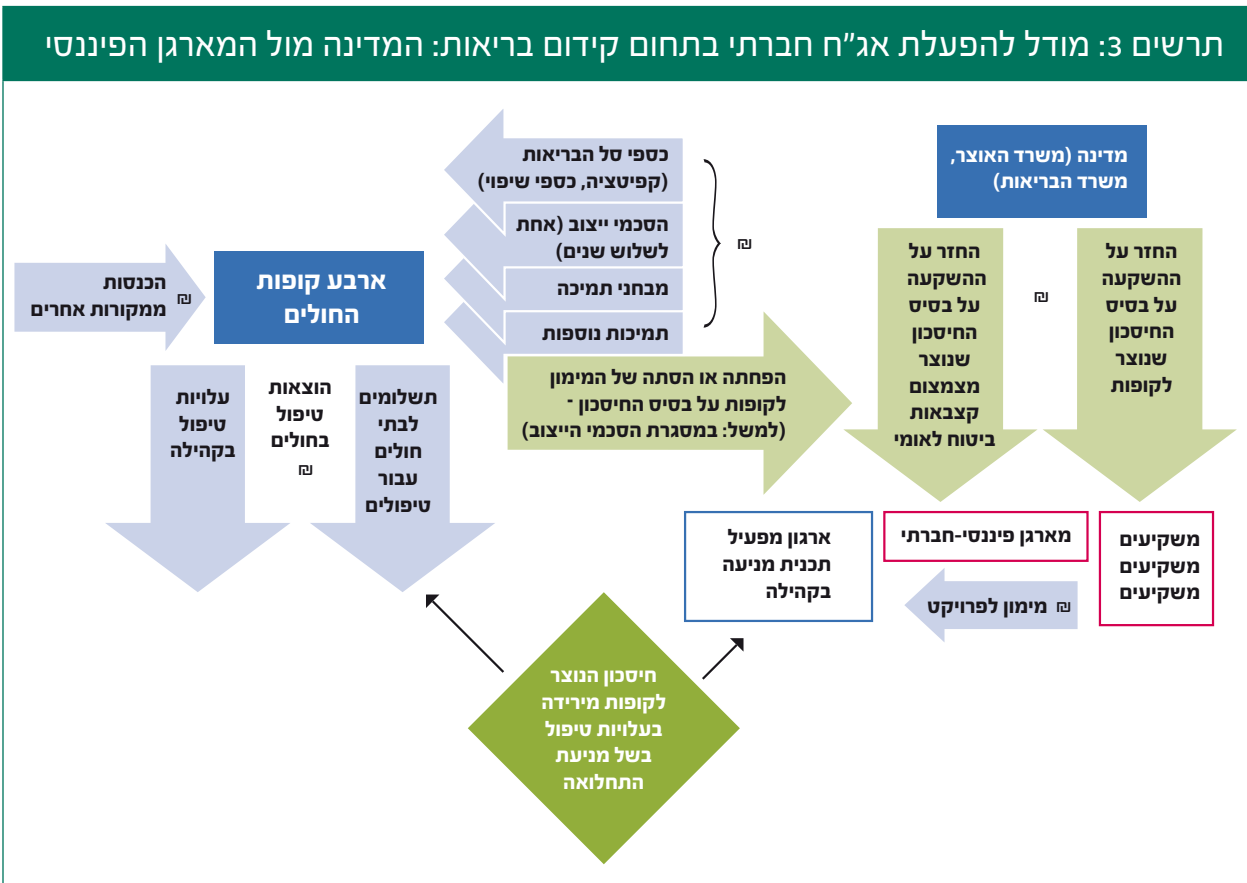 תרשים 3: מודל להפעלת אג״ח חברתי בתחום קידום בריאות: המדינה מול המארגן הפיננסי
מדינה (משרד האוצר,
משרד הבריאות)
החזר על
ההשקעה
על בסיס
החיסכון
שנוצר
לקופות
₪
החזר על
ההשקעה
על בסיס
החיסכון
שנוצר
מצמצום
קצבאות
ביטוח לאומי
₪
כספי סל הבריאות
(קפיטציה, כספי שיפוי)
הסכמי ייצוב (אחת
לשלוש שנים)
מבחני תמיכה
תמיכות נוספות
הפחתה או הסתה של המימון
לקופות על בסיס החיסכון -
(למשל: במסגרת הסכמי הייצוב)
ארבע קופות
החולים
הכנסות
ממקורות אחרים
₪
תשלומים
לבתי
חולים
עבור
טיפולים
הוצאות
טיפול
בחולים
₪
עלויות
טיפול
בקהילה
משקיעים
משקיעים
משקיעים
מארגן פיננסי-חברתי
₪ מימון לפרויקט
ארגון מפעיל
תכנית מניעה
בקהילה
חיסכון הנוצר
לקופות מירידה
בעלויות טיפול
בשל מניעת
התחלואה